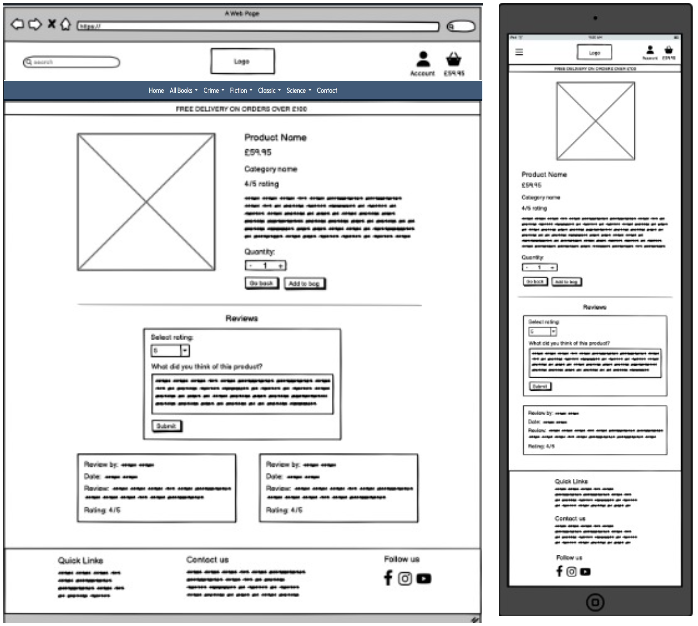 A Web Page
https://
search
Logo
Account £59.95
Home All Books Crime Fiction Classic Science Contact
FREE DELIVERY ON ORDERS OVER £100
Product Name
£59.95
Category name
4/5 rating
Quantity:
- 1 +
Go back Add to bag
Reviews
Select rating:
5
What did you think of this product?
Submit
Review by:
Date:
Review:
Rating: 4/5
Review by:
Date:
Review:
Rating: 4/5
Quick Links
Contact us
Follow us
Logo
Account £59.95
FREE DELIVERY ON ORDERS OVER £100
Product Name
£59.95
Category name
4/5 rating
Quantity:
- 1 +
Go back Add to bag
Reviews
Select rating:
5
What did you think of this product?
Submit
Review by:
Date:
Review:
Rating: 4/5
Quick Links
Contact us
Follow us